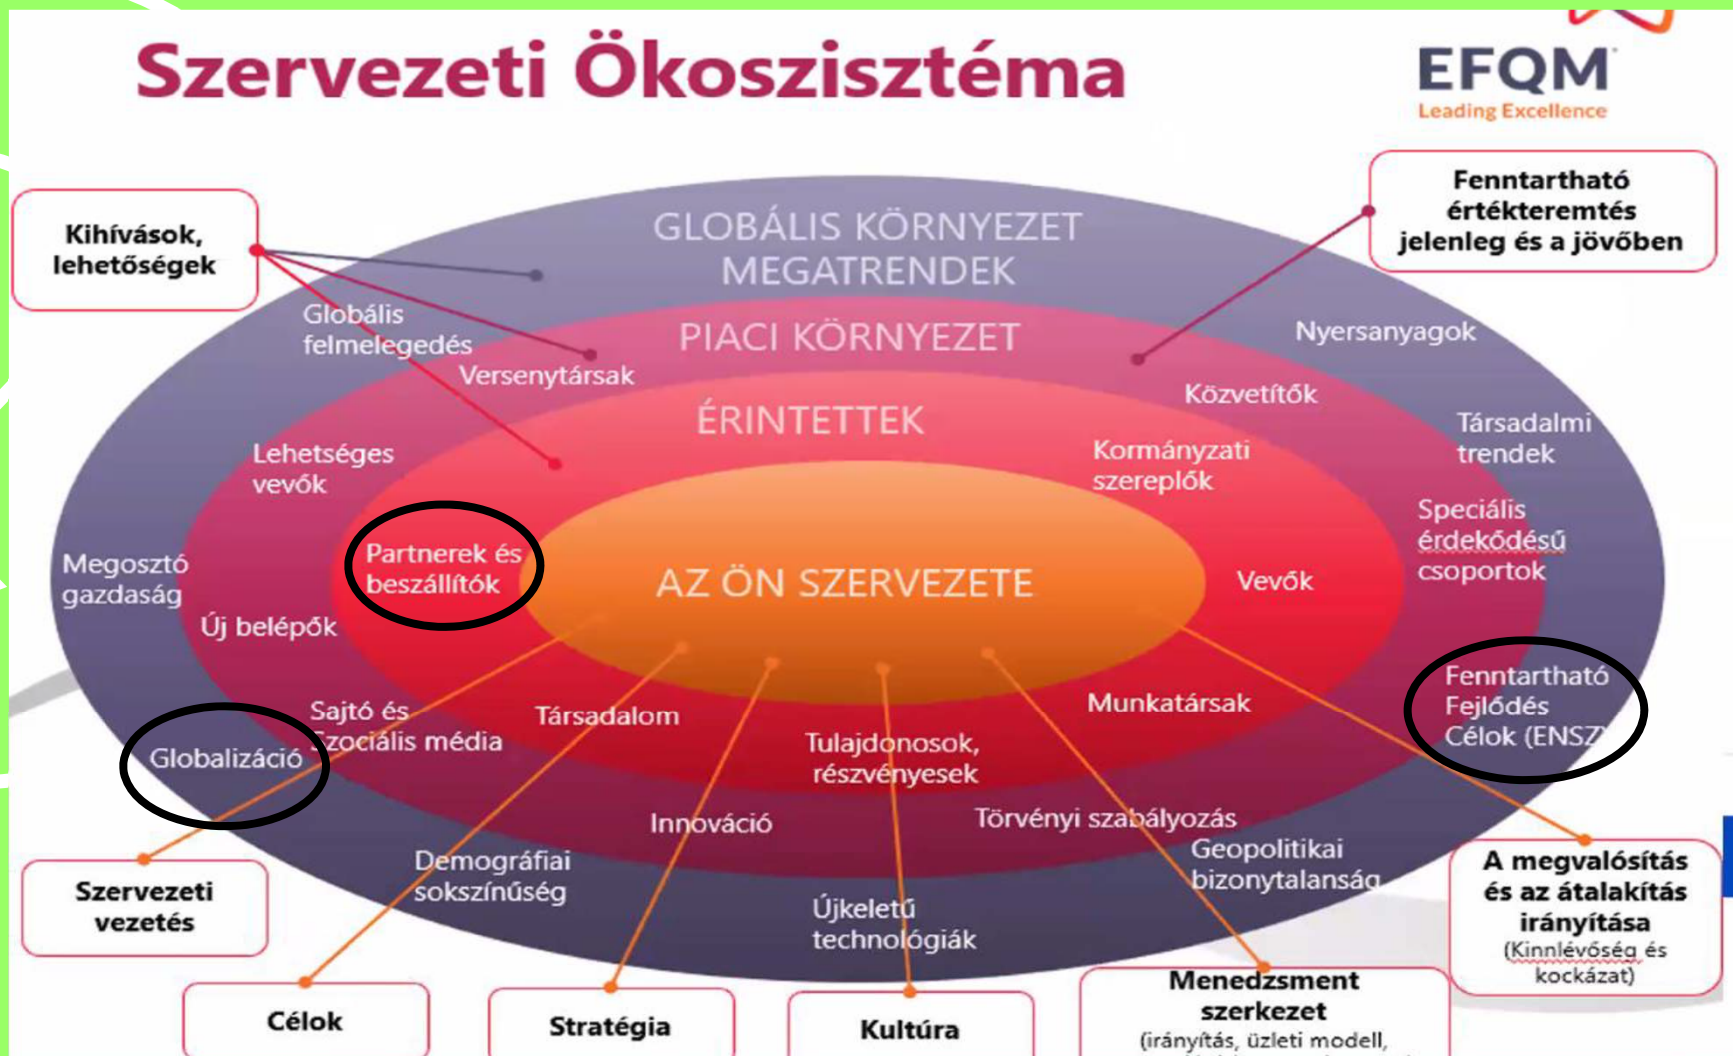 Szervezeti Ökoszisztéma
EFQM
Leading Excellence
Kihívások,
lehetőségek
Fenntartható
értékteremtés
jelenleg és a jövőben
GLOBÁLIS KÖRNYEZET
MEGATRENDEK
Globális
felmelegedés
Nyersanyagok
PIACI KÖRNYEZET
Versenytársak
Közvetítők
ÉRINTETTEK
Társadalmi
trendek
Lehetséges
vevők
Kormányzati
szereplők
Speciális
érdekődésű
csoportok
Megosztó
gazdaság
Partnerek és
beszállítók
AZ ÖN SZERVEZETE
Vevők
Új belépők
Fenntartható
Fejlődés
Célok (ENSZ)
Globalizáció
Sajtó és
Szociális média
Társadalom
Munkatársak
Tulajdonosok,
részvényesek
Innováció
Törvényi szabályozás
Demográfiai
sokszínűség
Geopolitikai
bizonytalanság
Újkeletű
technológiák
Szervezeti
vezetés
Célok
Stratégia
Kultúra
Menedzsment
szerkezet
(irányítás, üzleti modell,
A megvalósítás
és az átalakítás
irányítása
(Kinnlévőség és
kockázat)